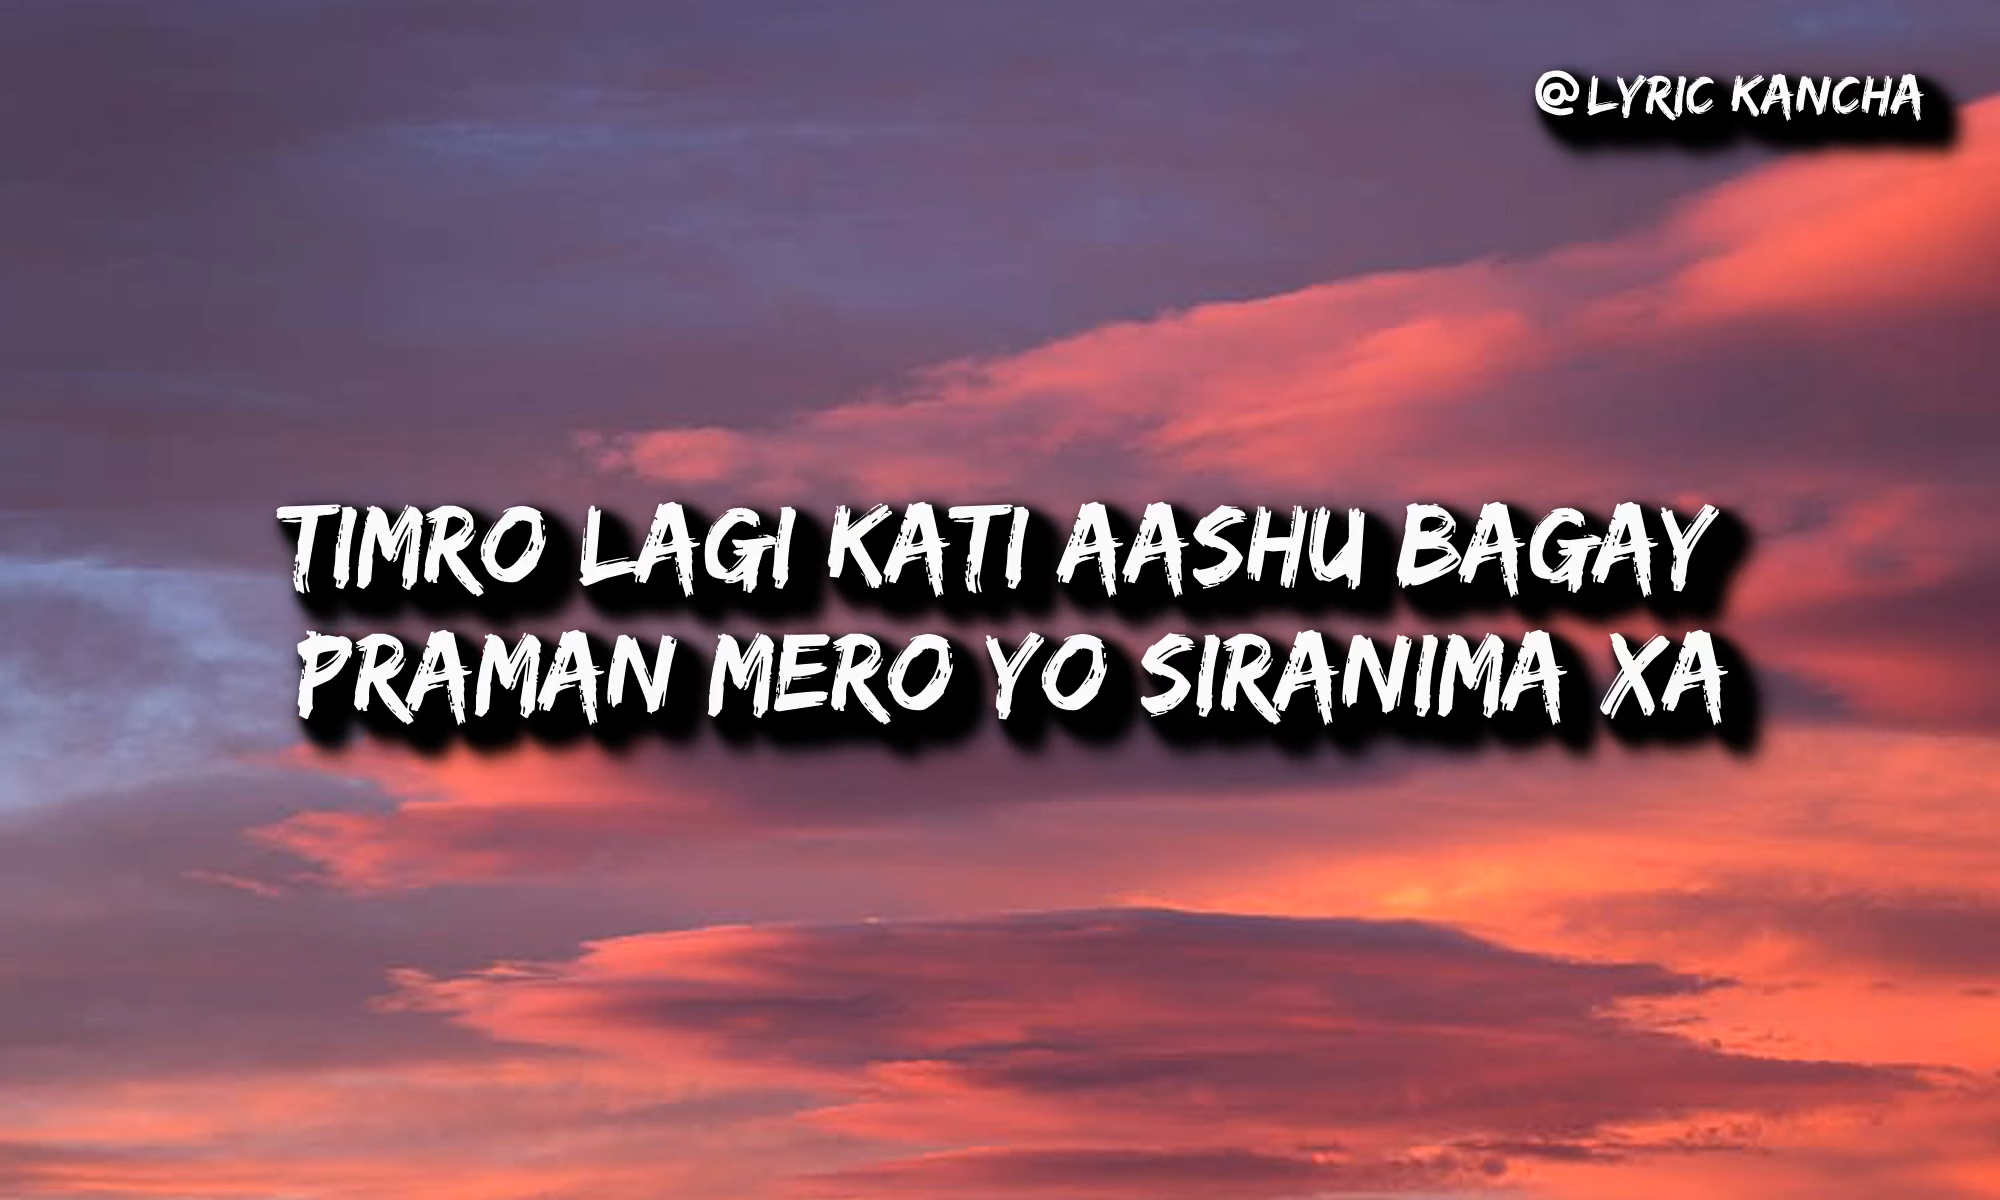 @LYRIC KANCHA
TIMRO LAGI KATI AASHU BAGAY
PRAMAN MERO YO SIRANIMA XA